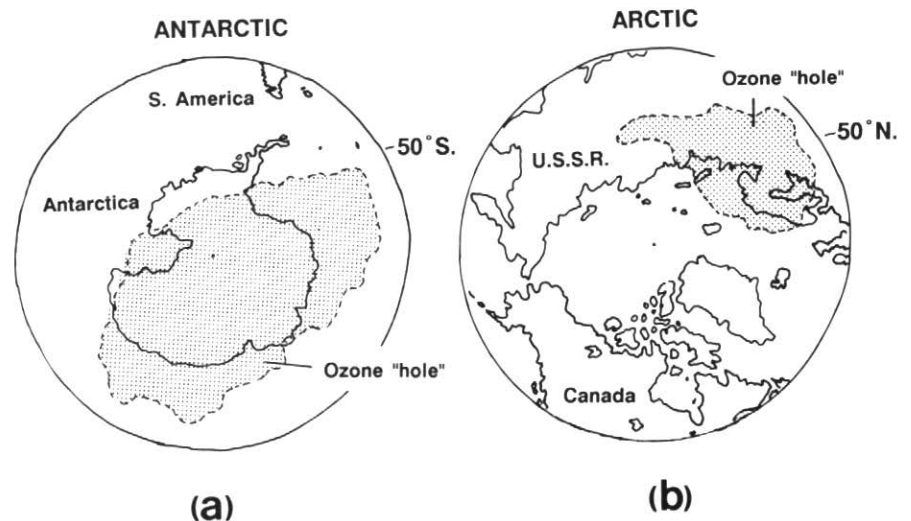 ANTARCTIC
S. America
50°S.
Antarctica
Ozone "hole"
(a)
ARCTIC
Ozone "hole"
50°N.
U.S.S.R.
Canada
(b)